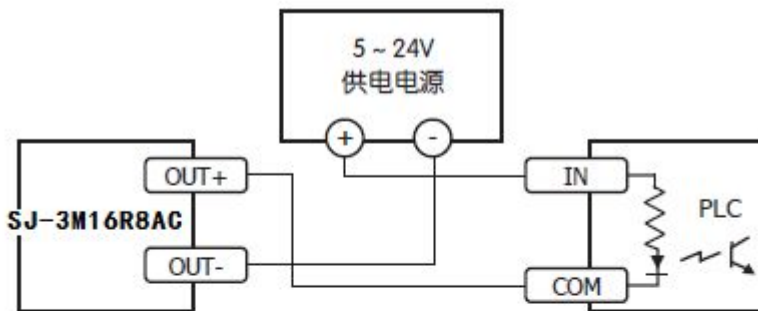 5 ~ 24V
供电电源
+
-
OUT+
IN
SJ-3M16R8AC
PLC
OUT-
COM